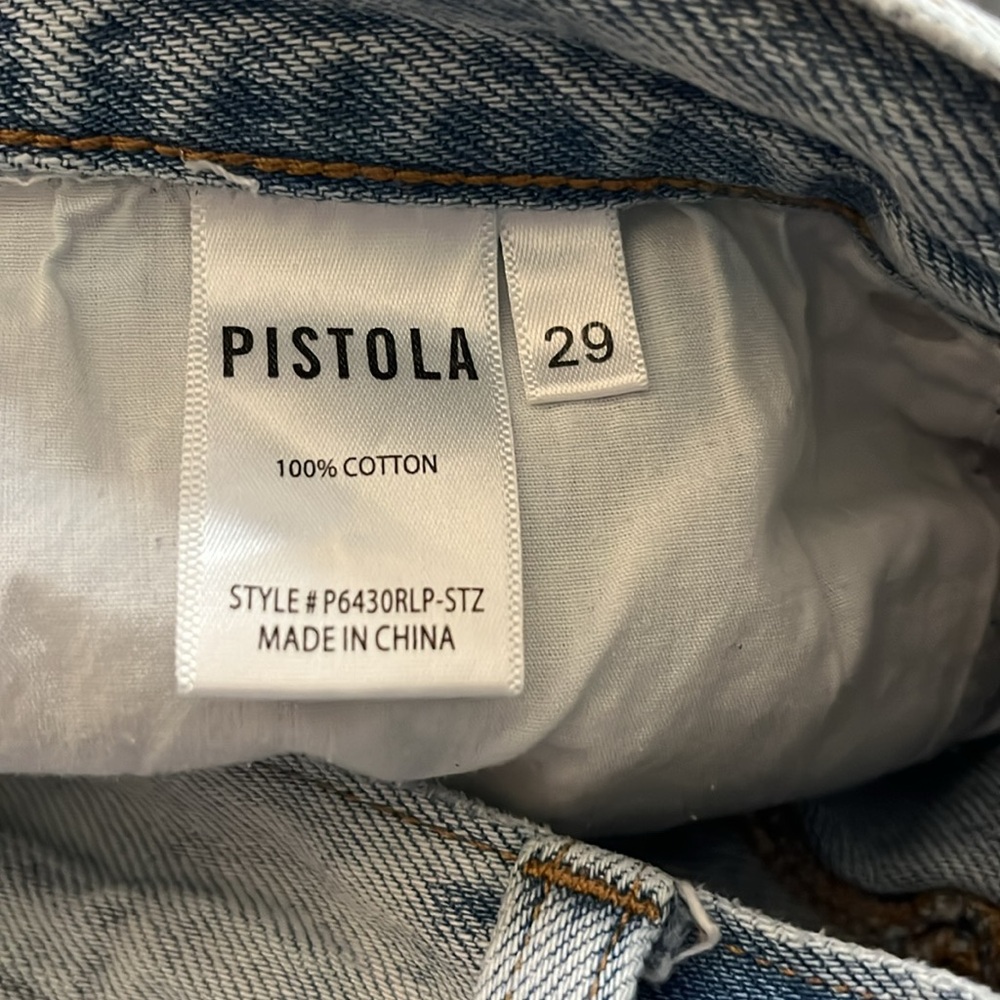 PISTOLA
29
100% COTTON
STYLE # P6430RLP-STZ
MADE IN CHINA